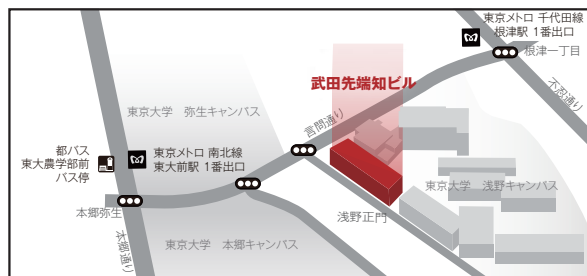 東京メトロ 千代田線
根津駅 1番出口
根津一丁目
不忍通り
武田先端知ビル
言問通り
東京大学 弥生キャンパス
都バス
東大農学部前
バス停
東京メトロ 南北線
東大前駅 1番出口
東京大学 浅野キャンパス
本郷弥生
浅野正門
本郷通り
東京大学 本郷キャンパス